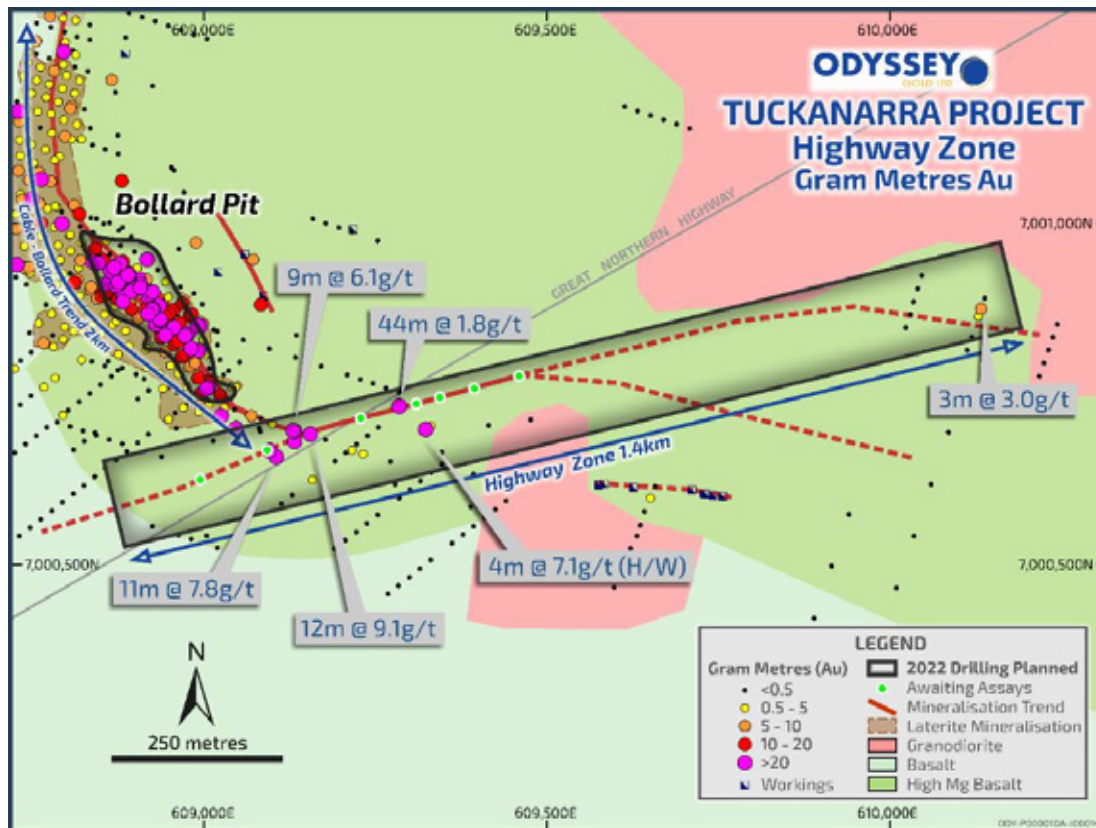 609,000E
609,500E
610,000E
ODYSSEY
GOLD LTD
TUCKANARRA PROJECT
Highway Zone
Gram Metres Au
Bollard Pit
Cable - Bollard Trend 2km
GREAT NORTHERN HIGHWAY
7,001,000N
9m @ 6.1g/t
44m @ 1.8g/t
3m @ 3.0g/t
Highway Zone 1.4km
7,000,500N
7,000,500N
4m @ 7.1g/t (H/W)
11m @ 7.8g/t
12m @ 9.1g/t
N
250 metres
LEGEND
Gram Metres (Au)
<0.5
0.5 - 5
5 - 10
10 - 20
>20
Workings
2022 Drilling Planned
Awaiting Assays
Mineralisation Trend
Laterite Mineralisation
Granodiorite
Basalt
High Mg Basalt
609,000E
609,500E
610,000E